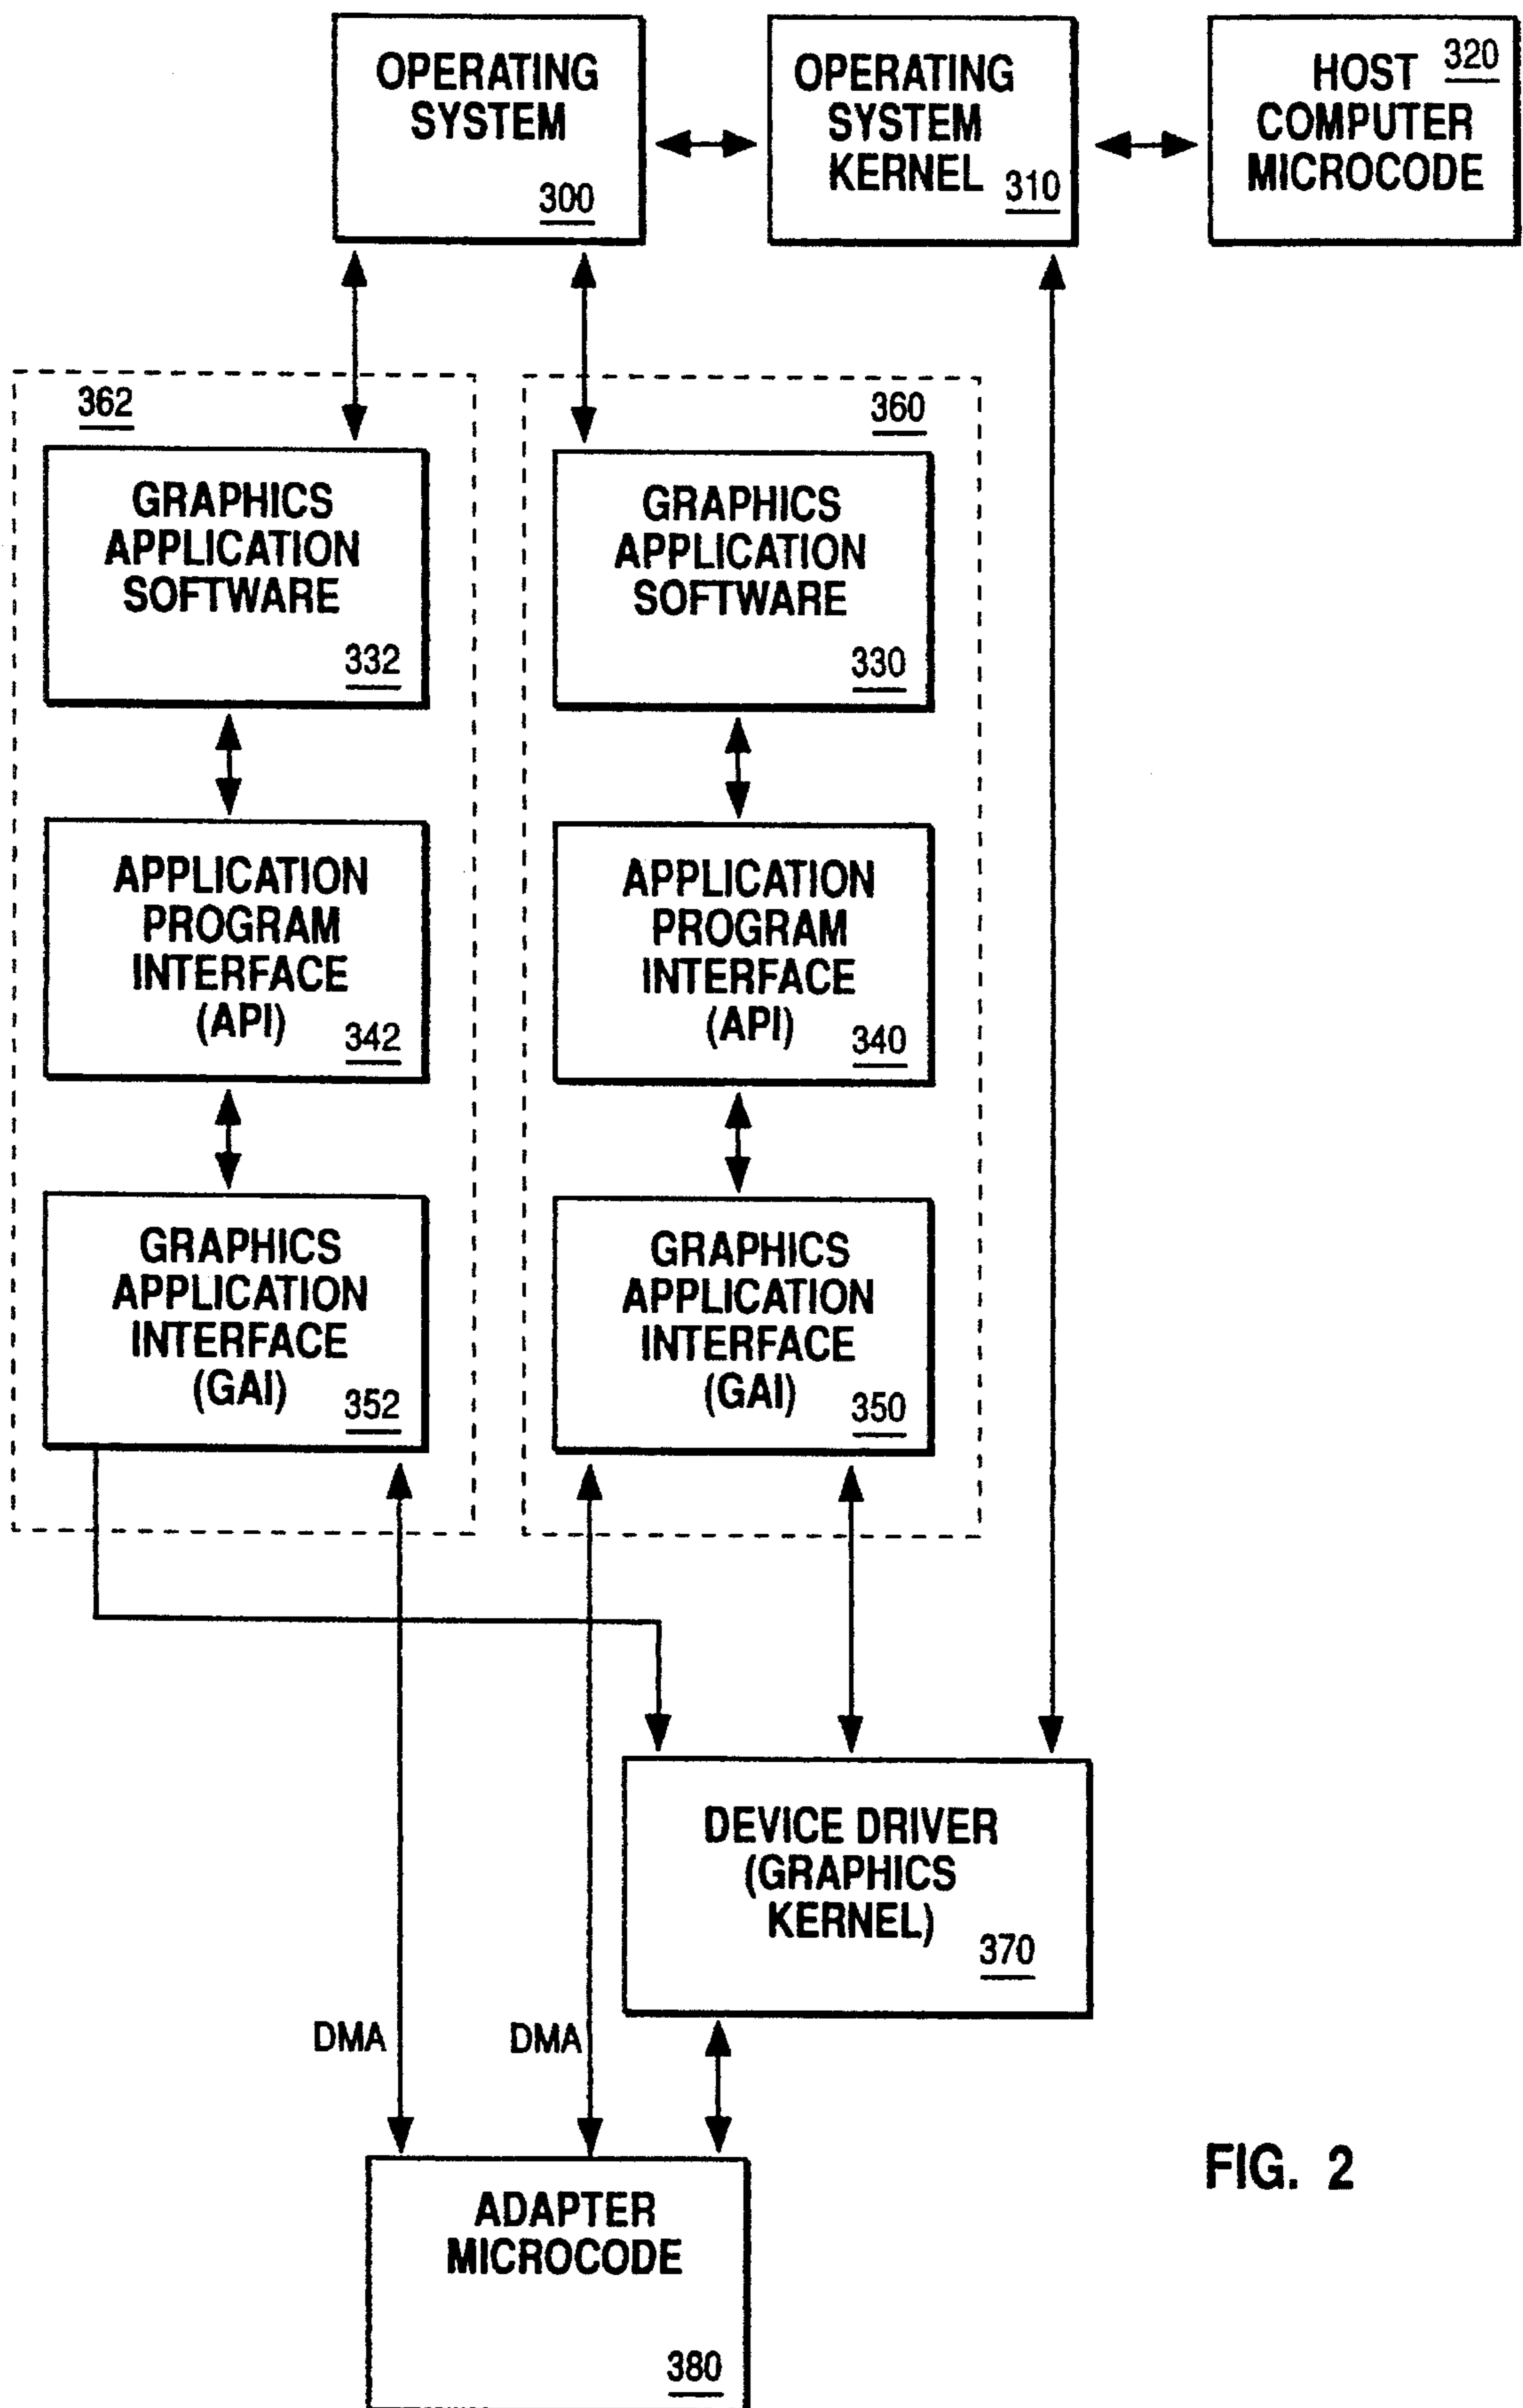 OPERATING
SYSTEM
300
OPERATING
SYSTEM
KERNEL
310
HOST
320
COMPUTER
MICROCODE
362
GRAPHICS
APPLICATION
SOFTWARE
332
APPLICATION
PROGRAM
INTERFACE
(API)
342
GRAPHICS
APPLICATION
INTERFACE
(GAI)
352
360
GRAPHICS
APPLICATION
SOFTWARE
330
APPLICATION
PROGRAM
INTERFACE
(API)
340
GRAPHICS
APPLICATION
INTERFACE
(GAI)
350
DEVICE DRIVER
(GRAPHICS
KERNEL)
370
DMA
DMA
ADAPTER
MICROCODE
380
FIG. 2